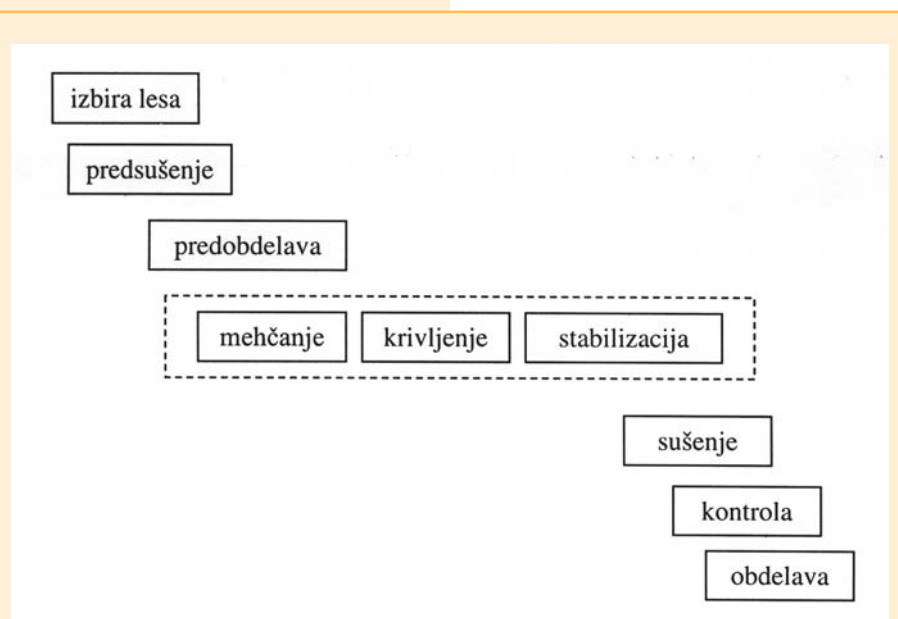 izbira lesa
predsušenje
predobdelava
mehčanje krivljenje stabilizacija
sušenje
kontrola
obdelava